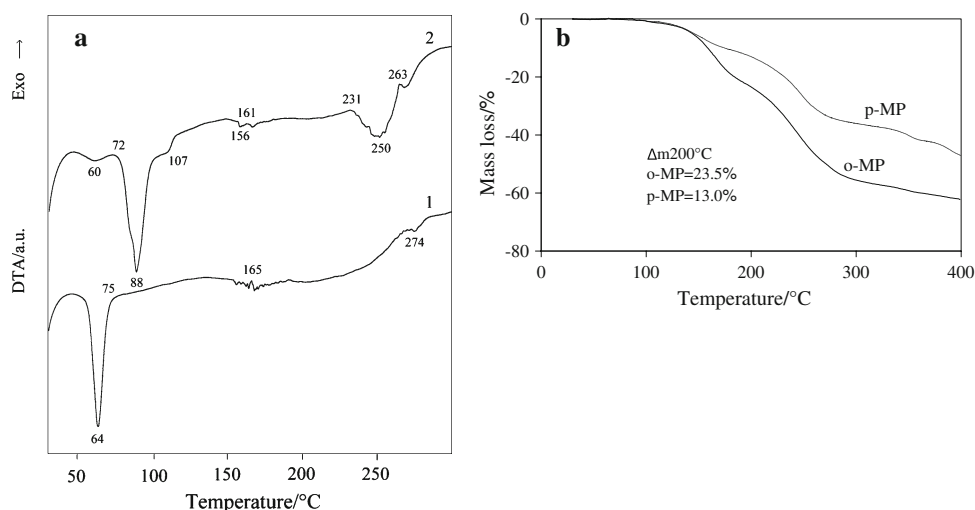 a
Exo →
DTA/a.u.
2
263
231
161
156
72
60
107
250
88
1
274
165
75
64
50
100
150
200
250
Temperature/°C
b
0
-20
-40
-60
-80
Mass loss/%
p-MP
o-MP
Δm200°C
o-MP=23.5%
p-MP=13.0%
0
100
200
300
400
Temperature/°C